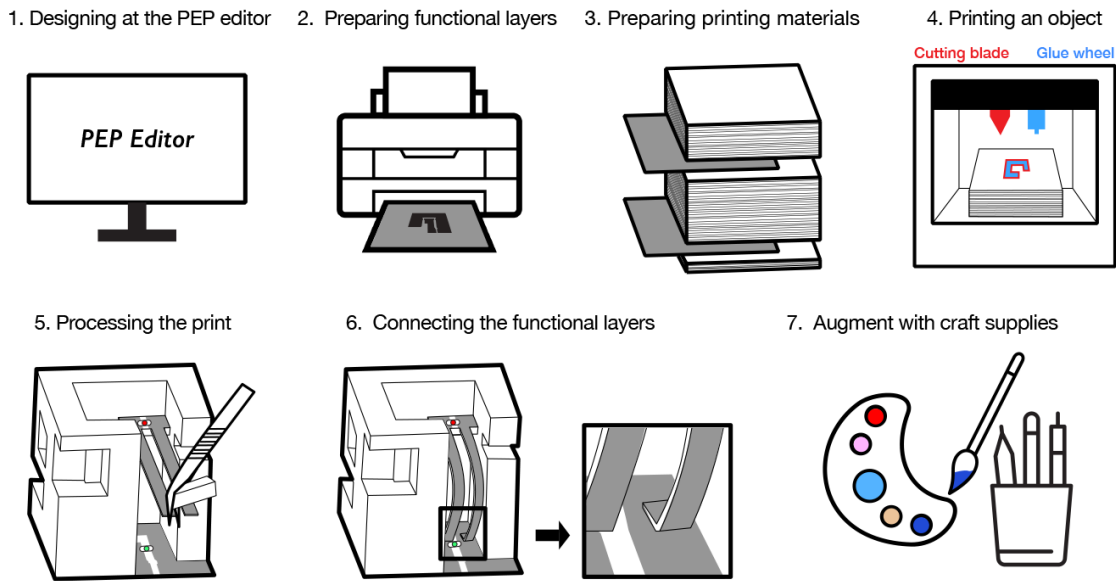 1. Designing at the PEP editor
2. Preparing functional layers
3. Preparing printing materials
4. Printing an object
Cutting blade
Glue wheel
PEP Editor
5. Processing the print
6. Connecting the functional layers
7. Augment with craft supplies